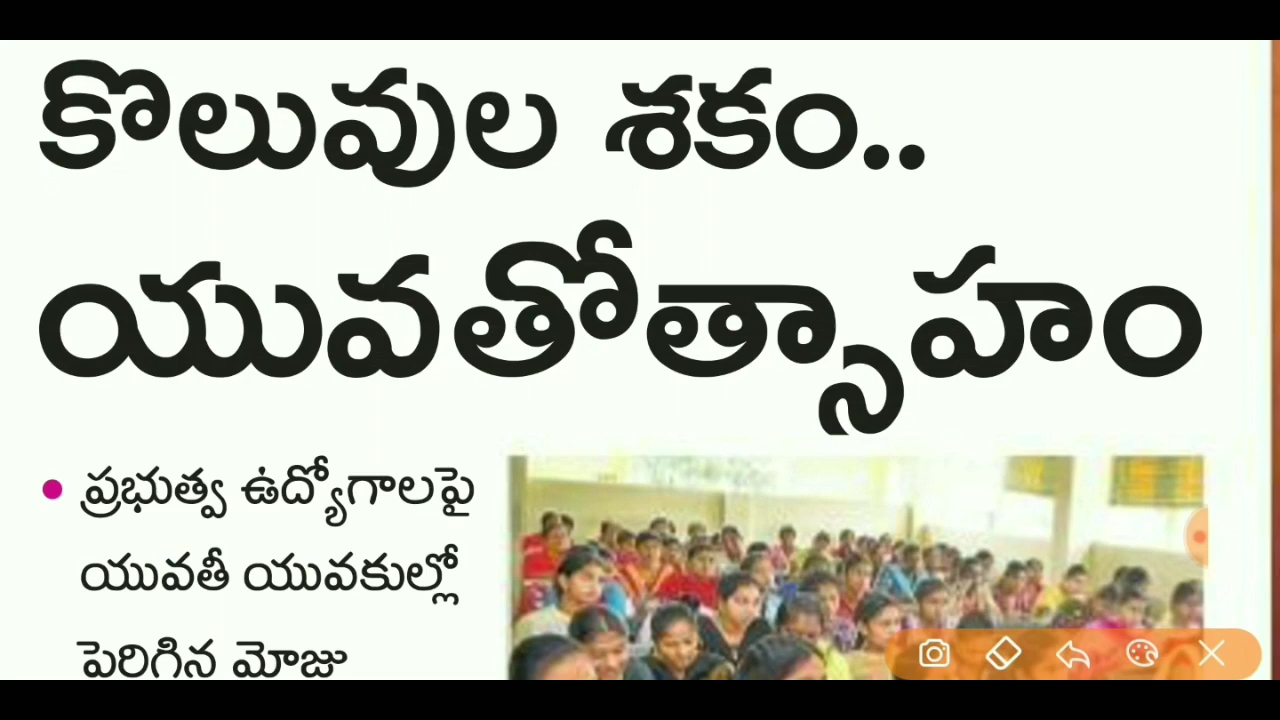 కొలువుల శకం..
యువతోత్సాహం
• ప్రభుత్వ ఉద్యోగాలపై
యువతీ యువకుల్లో
పెరిగిన మోజు